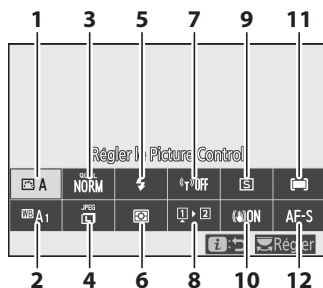 1 3 5 7 9 11
Régler le Picture Control
A QUAL NORM OFF S
WB A1 JPEG L 1 2 ON AF-S
i Régler
2 4 6 8 10 12